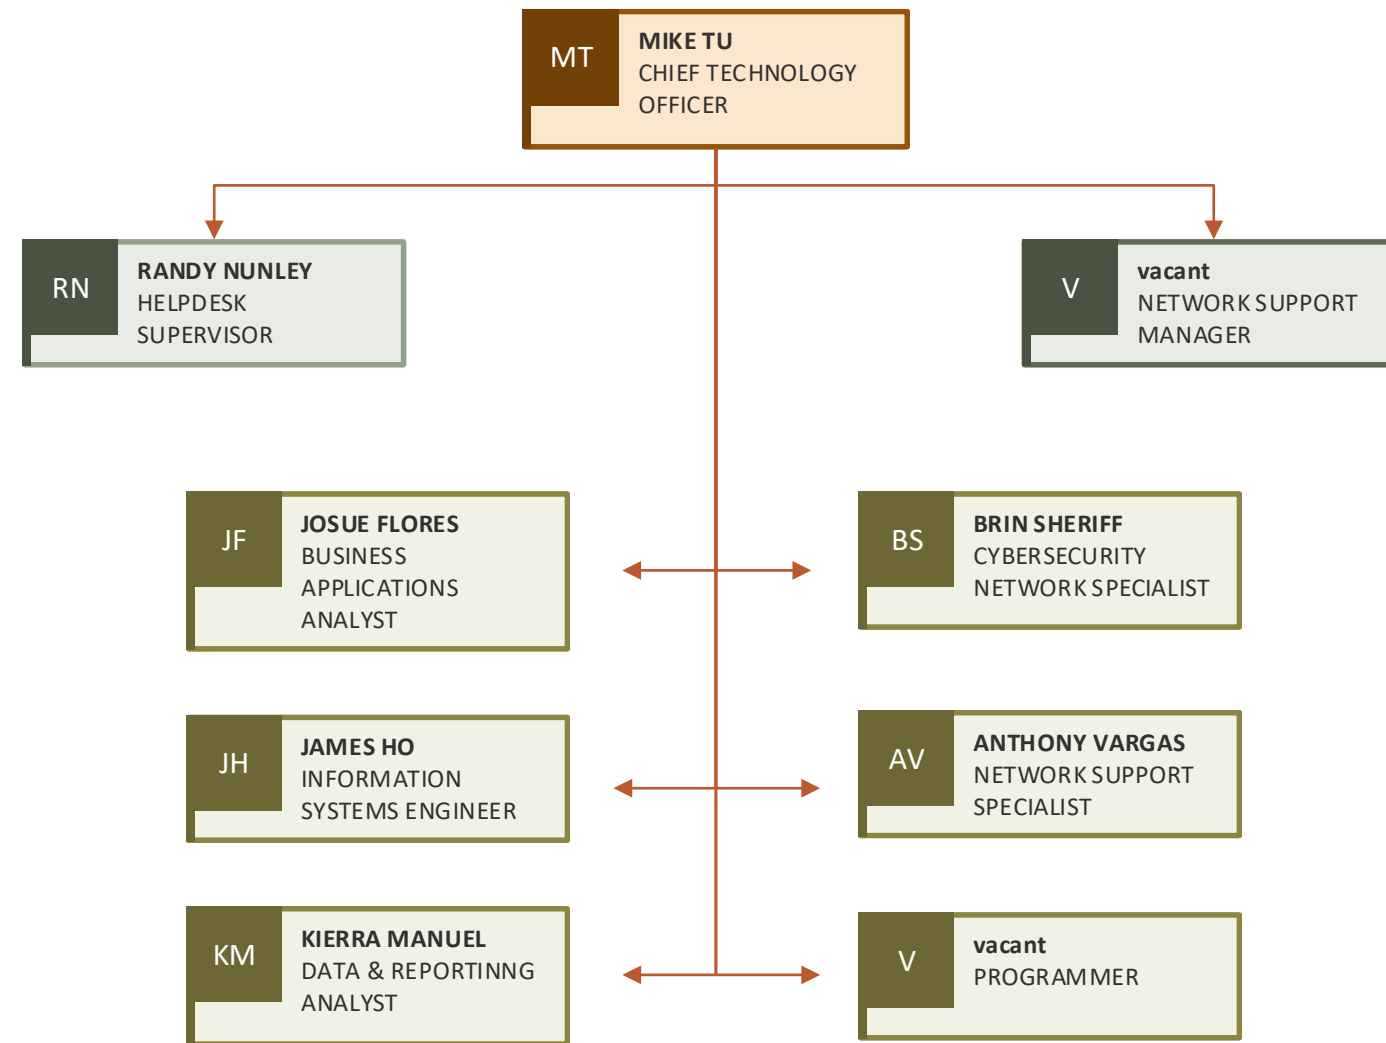 MT
MIKE TU
CHIEF TECHNOLOGY
OFFICER
RN
RANDY NUNLEY
HELPDESK
SUPERVISOR
V
vacant
NETWORK SUPPORT
MANAGER
JF
JOSUE FLORES
BUSINESS
APPLICATIONS
ANALYST
BS
BRIN SHERIFF
CYBERSECURITY
NETWORK SPECIALIST
JH
JAMES HO
INFORMATION
SYSTEMS ENGINEER
AV
ANTHONY VARGAS
NETWORK SUPPORT
SPECIALIST
KM
KIERRA MANUEL
DATA & REPORTINNG
ANALYST
V
vacant
PROGRAMMER